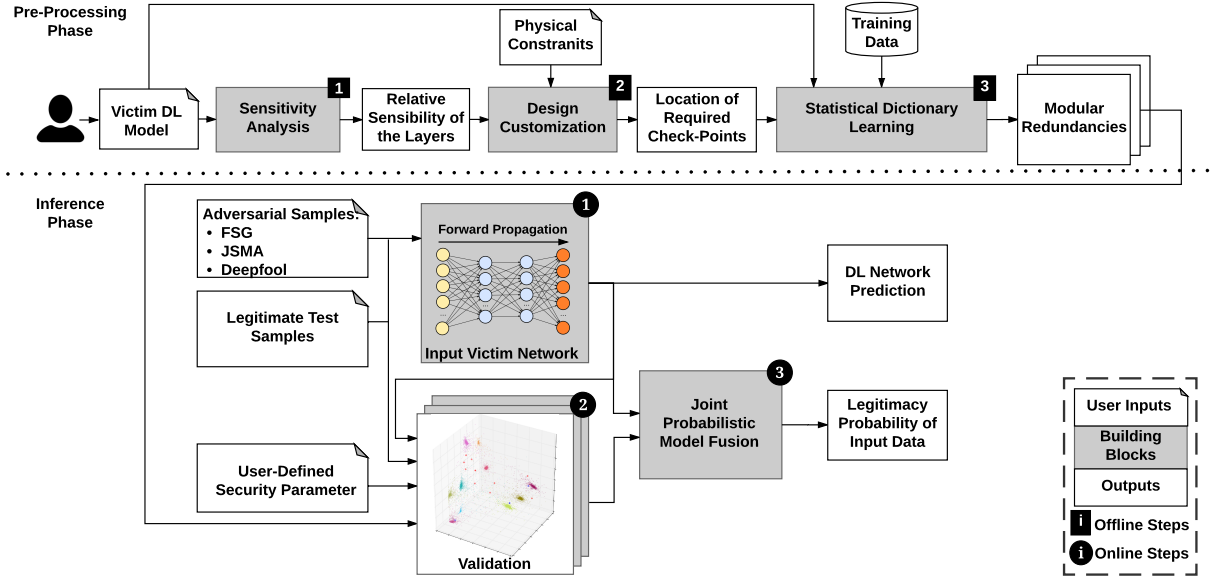 Pre-Processing
Phase
Victim DL
Model
1
Sensitivity
Analysis
Relative
Sensibility of
the Layers
Physical
Constranits
2
Design
Customization
Location of
Required
Check-Points
Training
Data
3
Statistical Dictionary
Learning
Modular
Redundancies
Inference
Phase
Adversarial Samples:
• FSG
• JSMA
• Deepfool
Legitimate Test
Samples
User-Defined
Security Parameter
1
Forward Propagation
...
...
...
...
Input Victim Network
2
Validation
3
Joint
Probabilistic
Model Fusion
DL Network
Prediction
Legitimacy
Probability of
Input Data
User Inputs
Building
Blocks
Outputs
i Offline Steps
i Online Steps